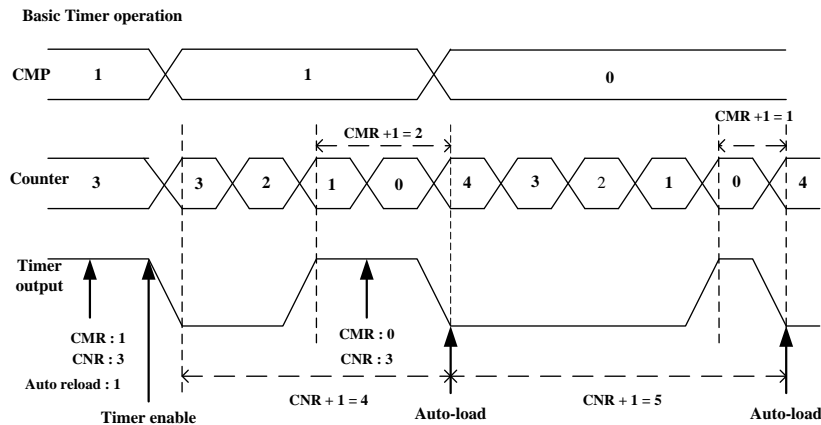 Basic Timer operation
CMP 1 1 0
CMR +1 = 2
CMR +1 = 1
Counter 3 3 2 1 0 4 3 2 1 0 4
Timer output
CMR : 1
CNR : 3
Auto reload : 1
Timer enable
CMR : 0
CNR : 3
CNR + 1 = 4
Auto-load
CNR + 1 = 5
Auto-load